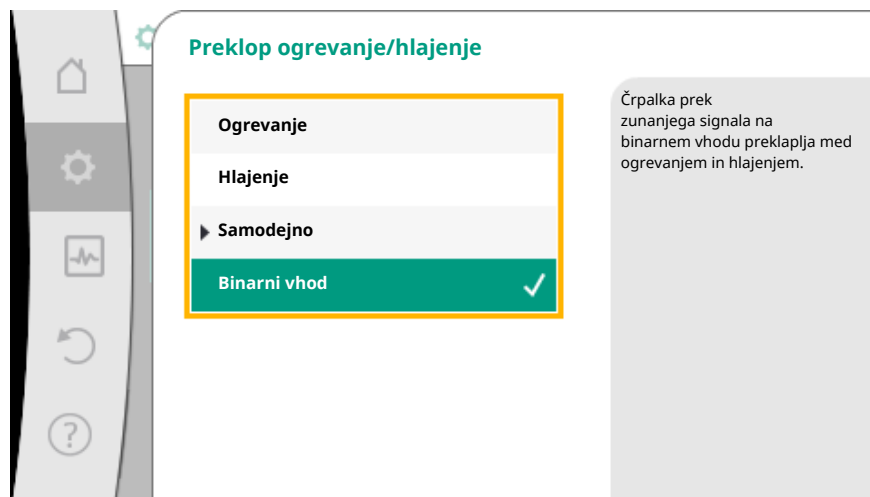 Preklop ogrevanje/hlajenje
Ogrevanje
Hlajenje
Samodejno
Binarni vhod
Črpalka prek
zunanjega signala na
binarnem vhodu preklaplja med
ogrevanjem in hlajenjem.
?